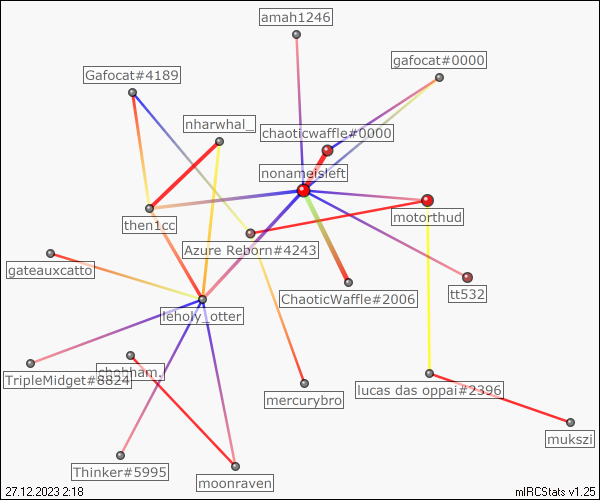 amah1246
gafocat#0000
Gafocat#4189
nharwhal_
chaoticwaffle#0000
nonameisleft
then1cc
motorthud
Azure Reborn#4243
gateauxcatto
tt532
ChaoticWaffle#2006
leholy_otter
chohham.
TripleMidget#8824
lucas das oppai#2396
mercurybro
mukszi
Thinker#5995
moonraven
27.12.2023 2:18
mIRCStats v1.25